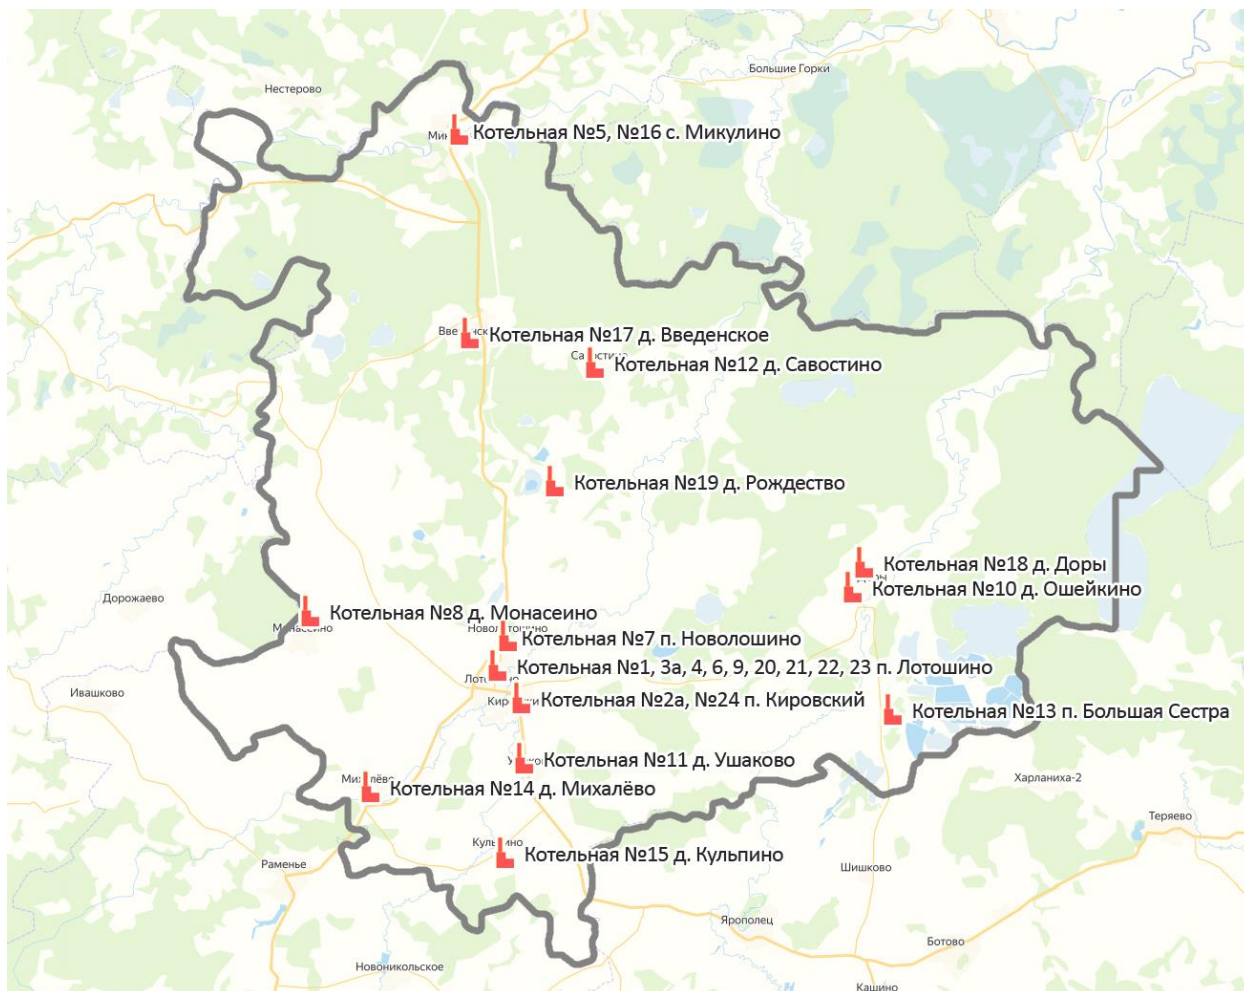 Большие Горки
Нестерово
Котельная №5, №16 с. Микулино
Котельная №17 д. Введенское
Котельная №12 д. Савостино
Котельная №19 д. Рождество
Котельная №18 д. Доры
Котельная №10 д. Ошейкино
Дорожаево
Котельная №8 д. Монасеино
Котельная №7 п. Новолошино
Котельная №1, 3а, 4, 6, 9, 20, 21, 22, 23 п. Лотошино
Ивашково
Котельная №2а, №24 п. Кировский
Котельная №13 п. Большая Сестра
Котельная №11 д. Ушаково
Харланиха-2
Котельная №14 д. Михалёво
Теряево
Котельная №15 д. Кульпино
Раменье
Шишково
Ярополец
Ботово
Новоникольское
Кашино